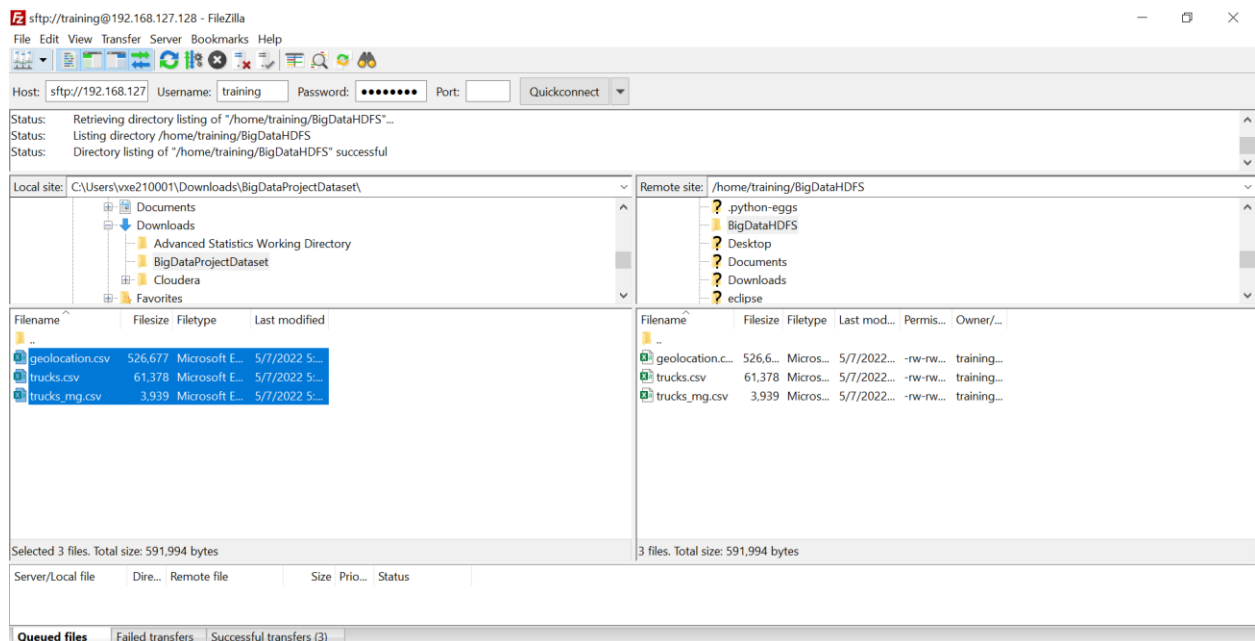 sftp://training@192.168.127.128 - FileZilla
File Edit View Transfer Server Bookmarks Help
Host: sftp://192.168.127 Username: training Password: ●●●●●●●● Port: Quickconnect
Status: Retrieving directory listing of "/home/training/BigDataHDFS"...
Status: Listing directory /home/training/BigDataHDFS
Status: Directory listing of "/home/training/BigDataHDFS" successful
Local site: C:\Users\vxe210001\Downloads\BigDataProjectDataset\
Documents
Downloads
Advanced Statistics Working Directory
BigDataProjectDataset
Cloudera
Favorites
Filename Filesize Filetype Last modified
..
geolocation.csv 526,677 Microsoft E... 5/7/2022 5:...
trucks.csv 61,378 Microsoft E... 5/7/2022 5:...
trucks_mg.csv 3,939 Microsoft E... 5/7/2022 5:...
Selected 3 files. Total size: 591,994 bytes
Remote site: /home/training/BigDataHDFS
.python-eggs
BigDataHDFS
Desktop
Documents
Downloads
eclipse
Filename Filesize Filetype Last mod... Permis... Owner/...
..
geolocation.c... 526,6... Micros... 5/7/2022... -rw-rw... training...
trucks.csv 61,378 Micros... 5/7/2022... -rw-rw... training...
trucks_mg.csv 3,939 Micros... 5/7/2022... -rw-rw... training...
3 files. Total size: 591,994 bytes
Server/Local file Dire... Remote file Size Prio... Status
Queued files Failed transfers Successful transfers (3)